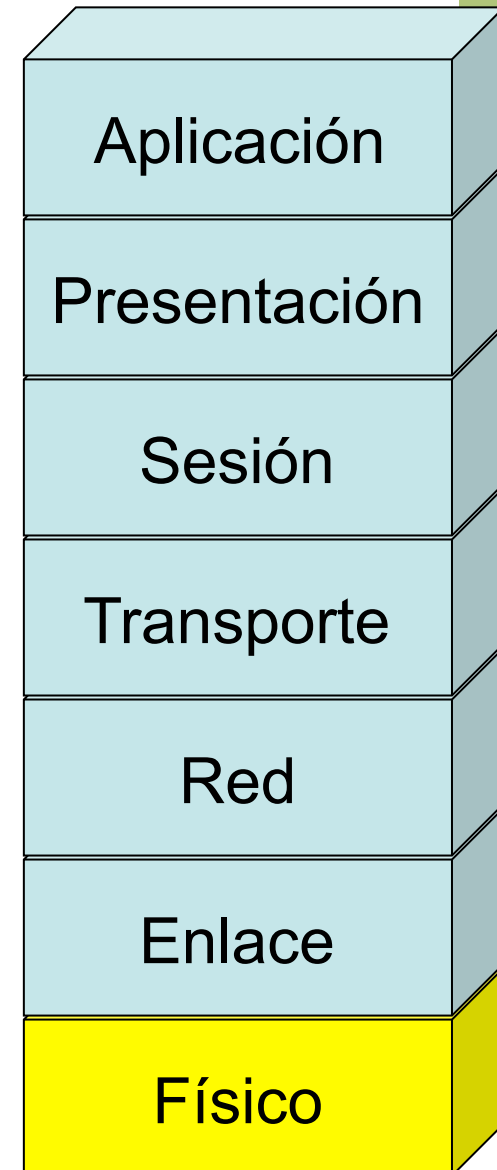 Aplicación
Presentación
Sesión
Transporte
Red
Enlace
Físico